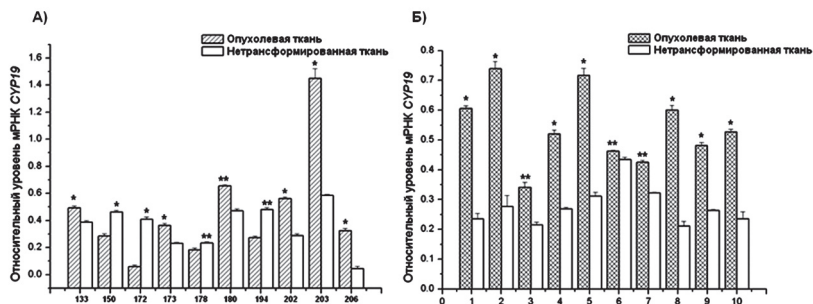 А)
Опухолевая ткань
Нетрансформированная ткань
Относительный уровень мРНК CYP19
1.6
1.4
1.2
1.0
0.8
0.6
0.4
0.2
0.0
* * * * ** ** ** * * *
133 150 172 173 178 180 194 202 203 206
Б)
Опухолевая ткань
Нетрансформированная ткань
Относительный уровень мРНК CYP19
0.8
0.7
0.6
0.5
0.4
0.3
0.2
0.1
0.0
* * ** * * ** ** * * *
0 1 2 3 4 5 6 7 8 9 10